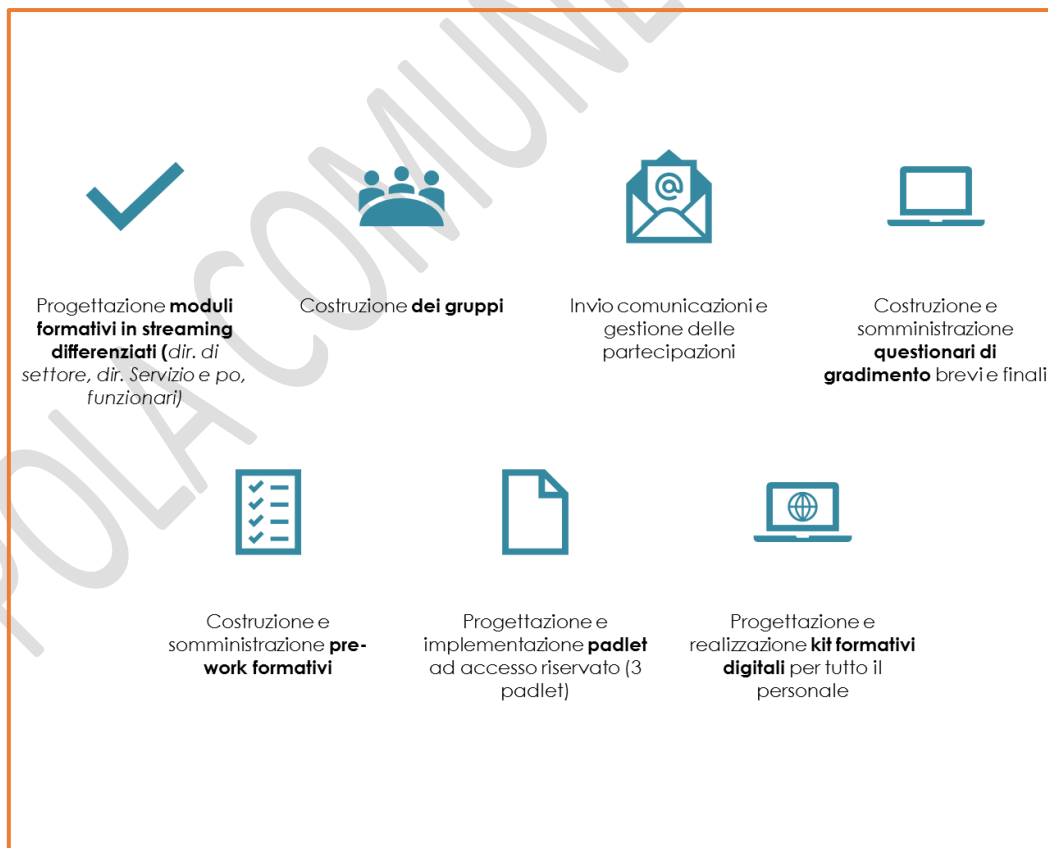 POLA COMUNE
@
Progettazione moduli
formativi in streaming
differenziati (dir. di
settore, dir. Servizio e po,
funzionari)
Costruzione dei gruppi
Invio comunicazioni e
gestione delle
partecipazioni
Costruzione e
somministrazione
questionari di
gradimento brevi e finali
Costruzione e
somministrazione pre-
work formativi
Progettazione e
implementazione padlet
ad accesso riservato (3
padlet)
Progettazione e
realizzazione kit formativi
digitali per tutto il
personale